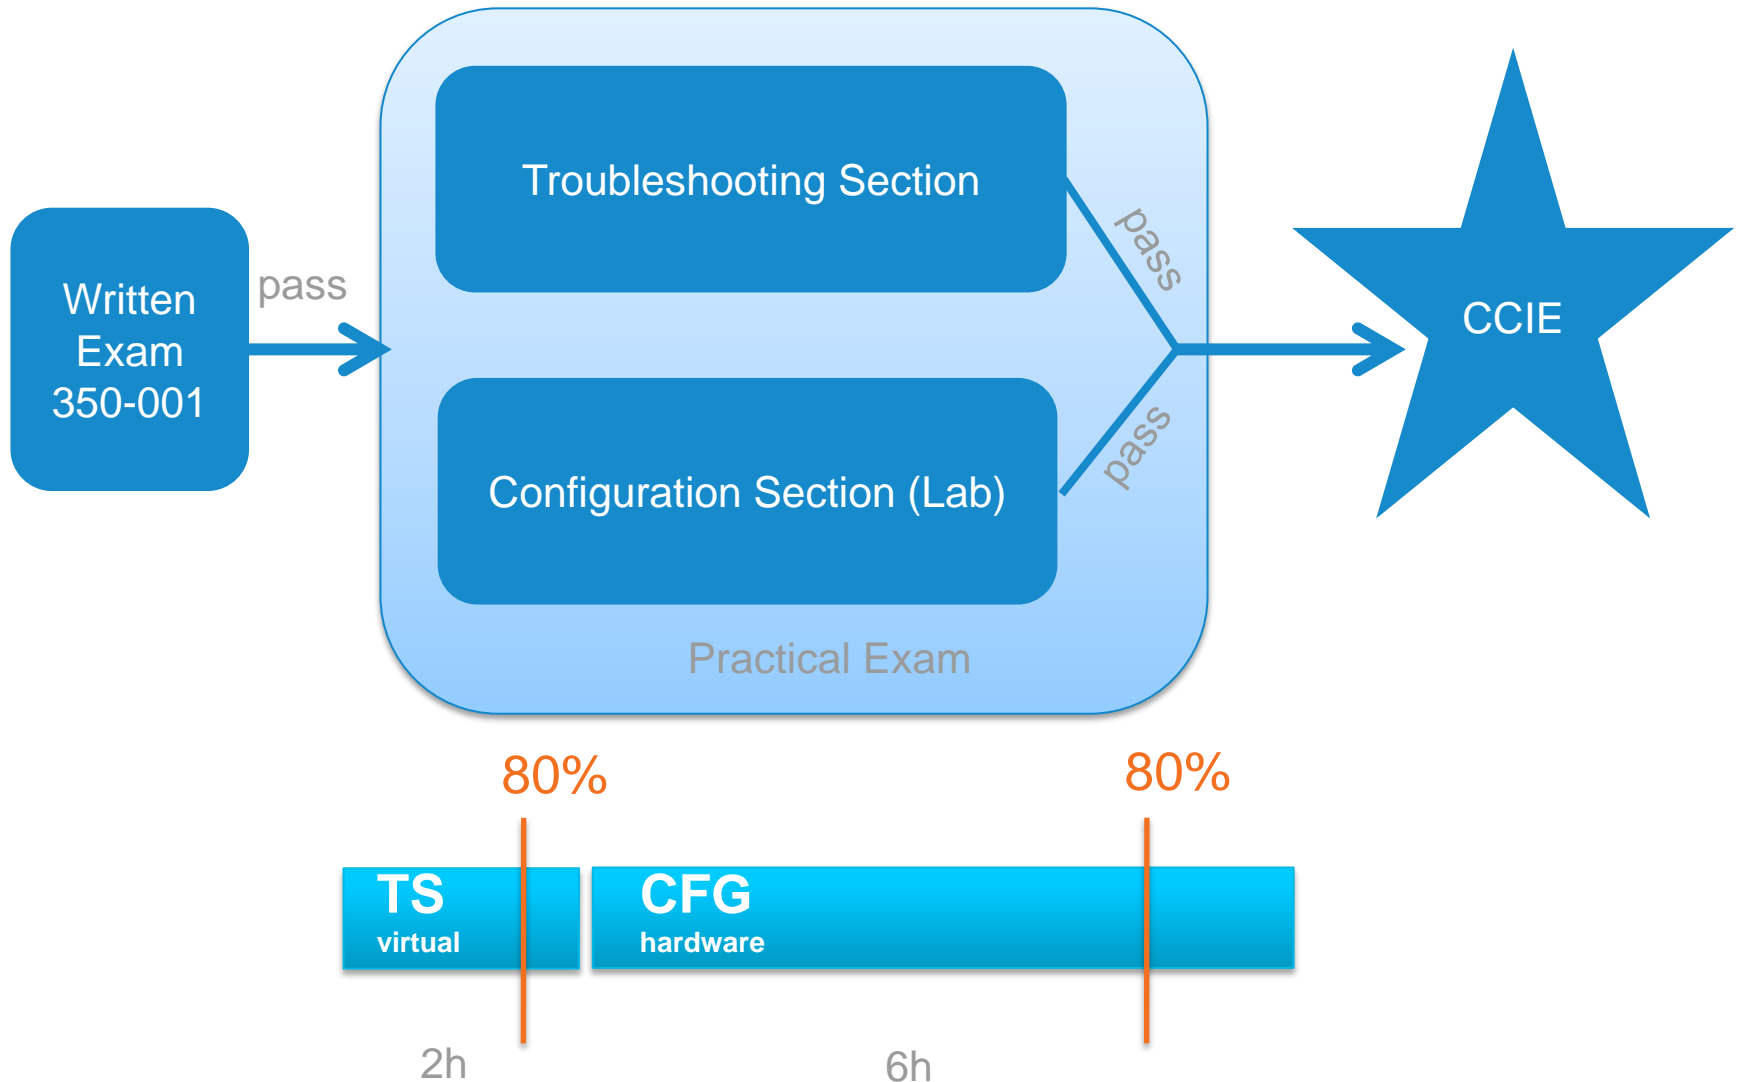 Written
Exam
350-001
pass
Troubleshooting Section
Configuration Section (Lab)
Practical Exam
pass
pass
CCIE
80%
80%
TS
virtual
CFG
hardware
2h
6h